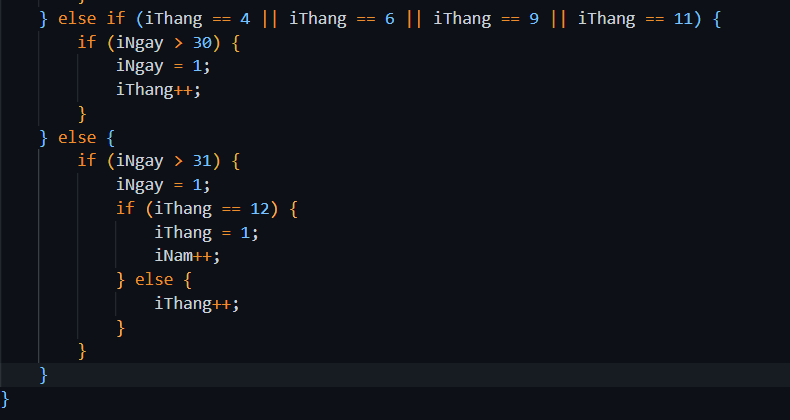 } else if (iThang == 4 || iThang == 6 || iThang == 9 || iThang == 11) {
if (iNgay > 30) {
iNgay = 1;
iThang++;
}
} else {
if (iNgay > 31) {
iNgay = 1;
if (iThang == 12) {
iThang = 1;
iNam++;
} else {
iThang++;
}
}
}
}